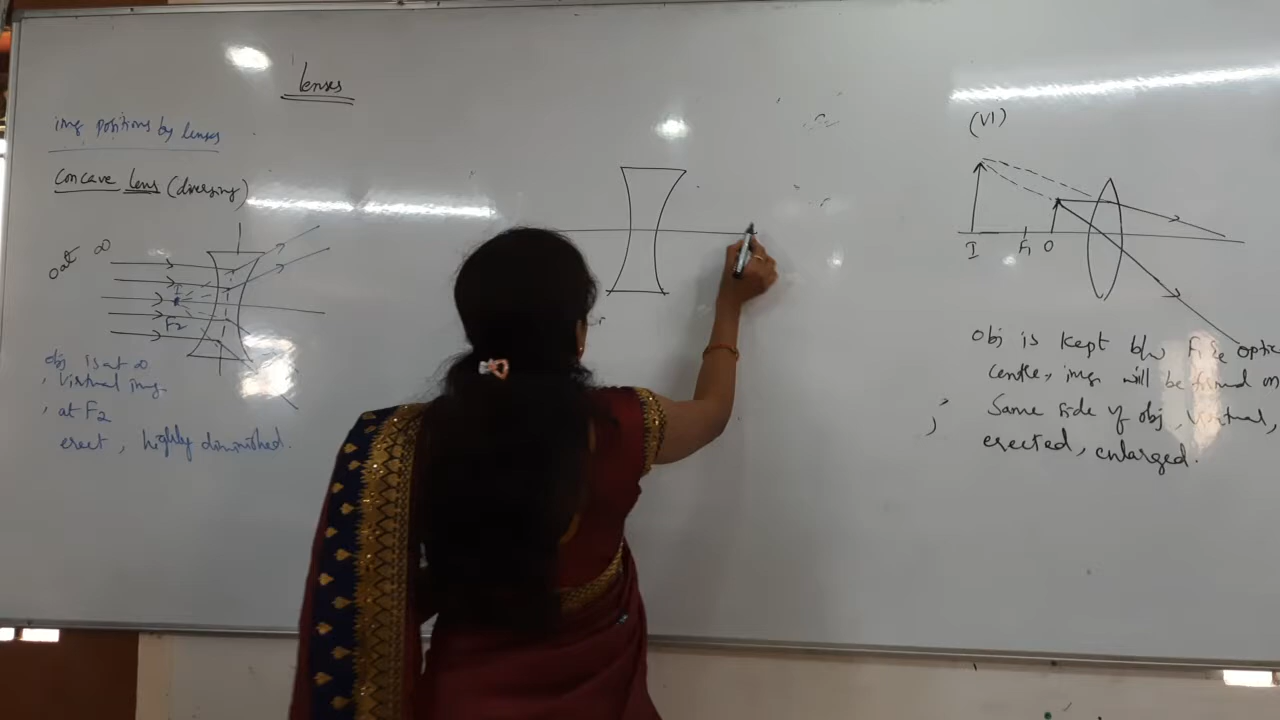 lenses
img positions by lenses
Concave lens (diverging)
O at ∞
I
F2
obj is at ∞
, Virtual img.
, at F2
erect, highly diminished.
(VI)
I F1 O
Obj is kept b/w F1 & optic
centre, img. will be formed on
Same side of obj, virtual,
erected, enlarged.